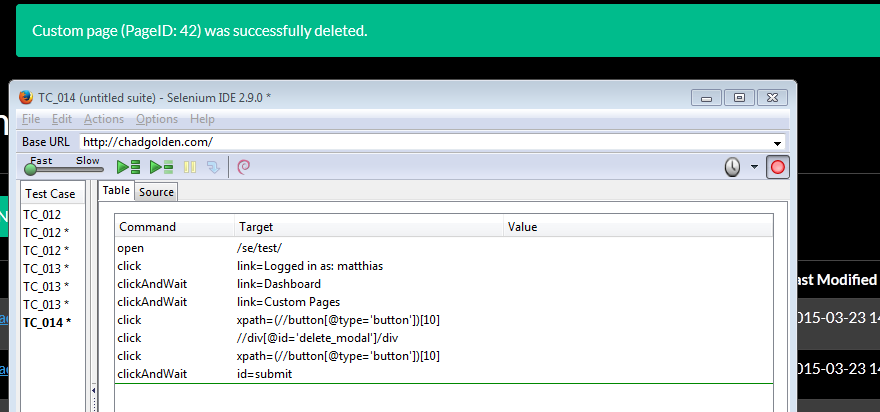 Custom page (PageID: 42) was successfully deleted.
TC_014 (untitled suite) - Selenium IDE 2.9.0 *
File Edit Actions Options Help
Base URL http://chadgolden.com/
Fast Slow
Test Case Table Source
Command Target Value
TC_012
TC_012 *
TC_012 *
TC_013 *
TC_013 *
TC_013 *
TC_014 *
open /se/test/
click link=Logged in as: matthias
clickAndWait link=Dashboard
clickAndWait link=Custom Pages
click xpath=(//button[@type='button'])[10]
click //div[@id='delete_modal']/div
click xpath=(//button[@type='button'])[10]
clickAndWait id=submit
ast Modified
015-03-23 14
015-03-23 14